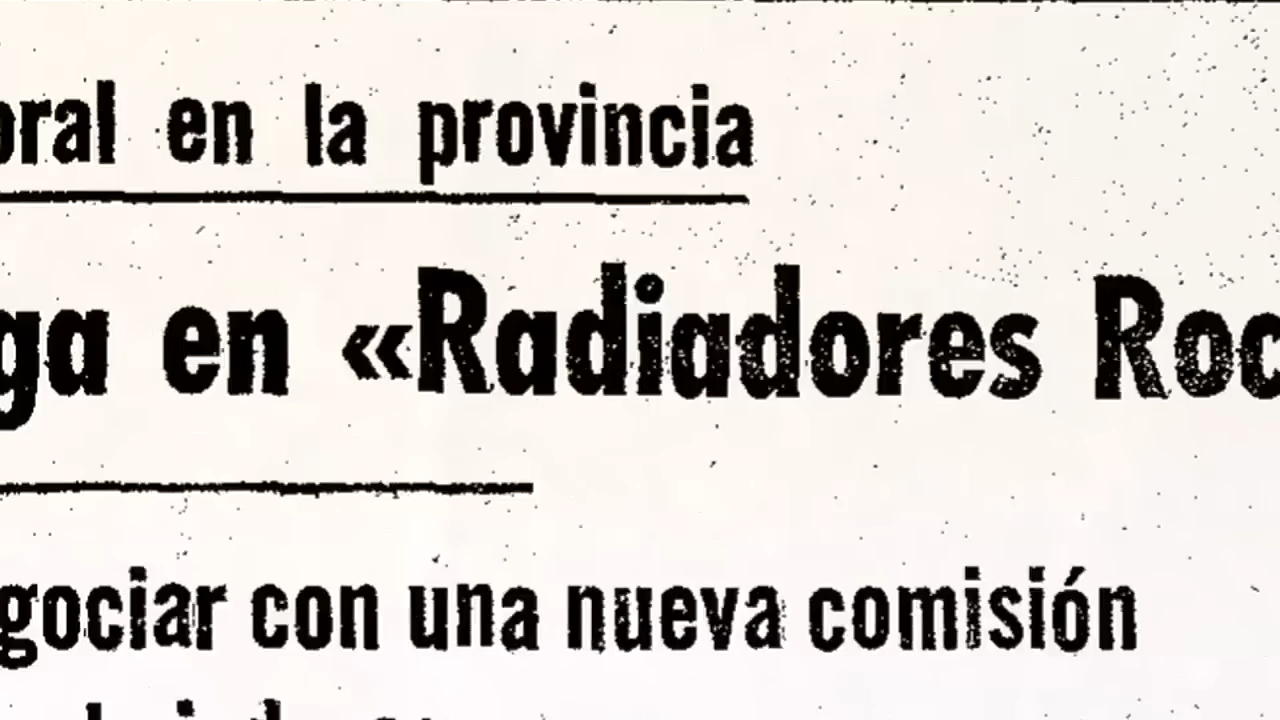 oral en la provincia
ga en «Radiadores Roc
gociar con una nueva comisión